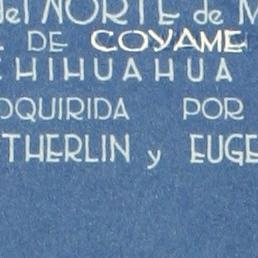 del NORTE de M
DE COYAME
CHIHUAHUA
DQUIRIDA POR
THERLIN y EUGE